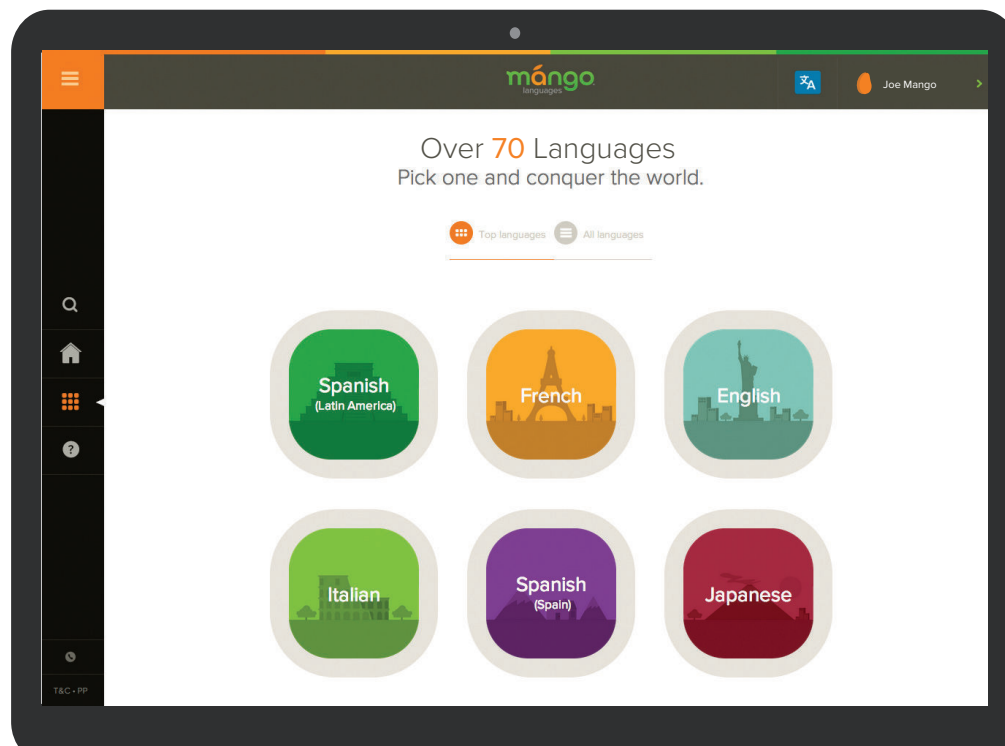 mángo
languages
Joe Mango
Over 70 Languages
Pick one and conquer the world.
Top languages
All languages
Spanish
(Latin America)
French
English
Italian
Spanish
(Spain)
Japanese
T&C • PP